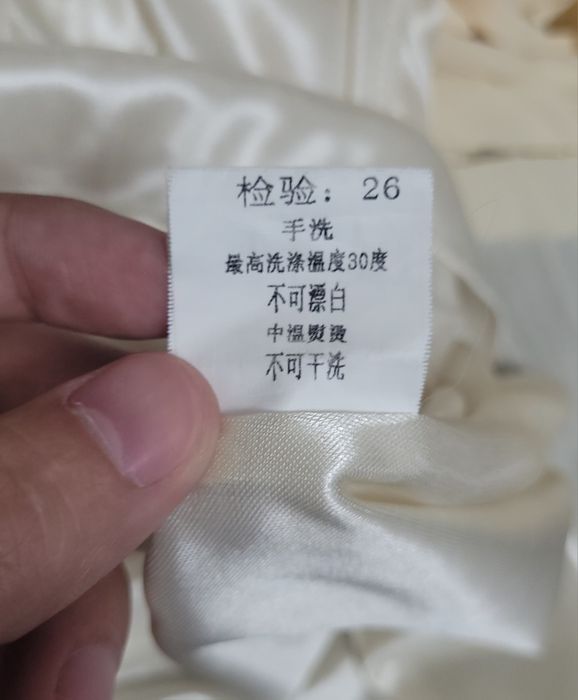 检验：26
手洗
最高洗涤温度30度
不可漂白
中温熨烫
不可干洗